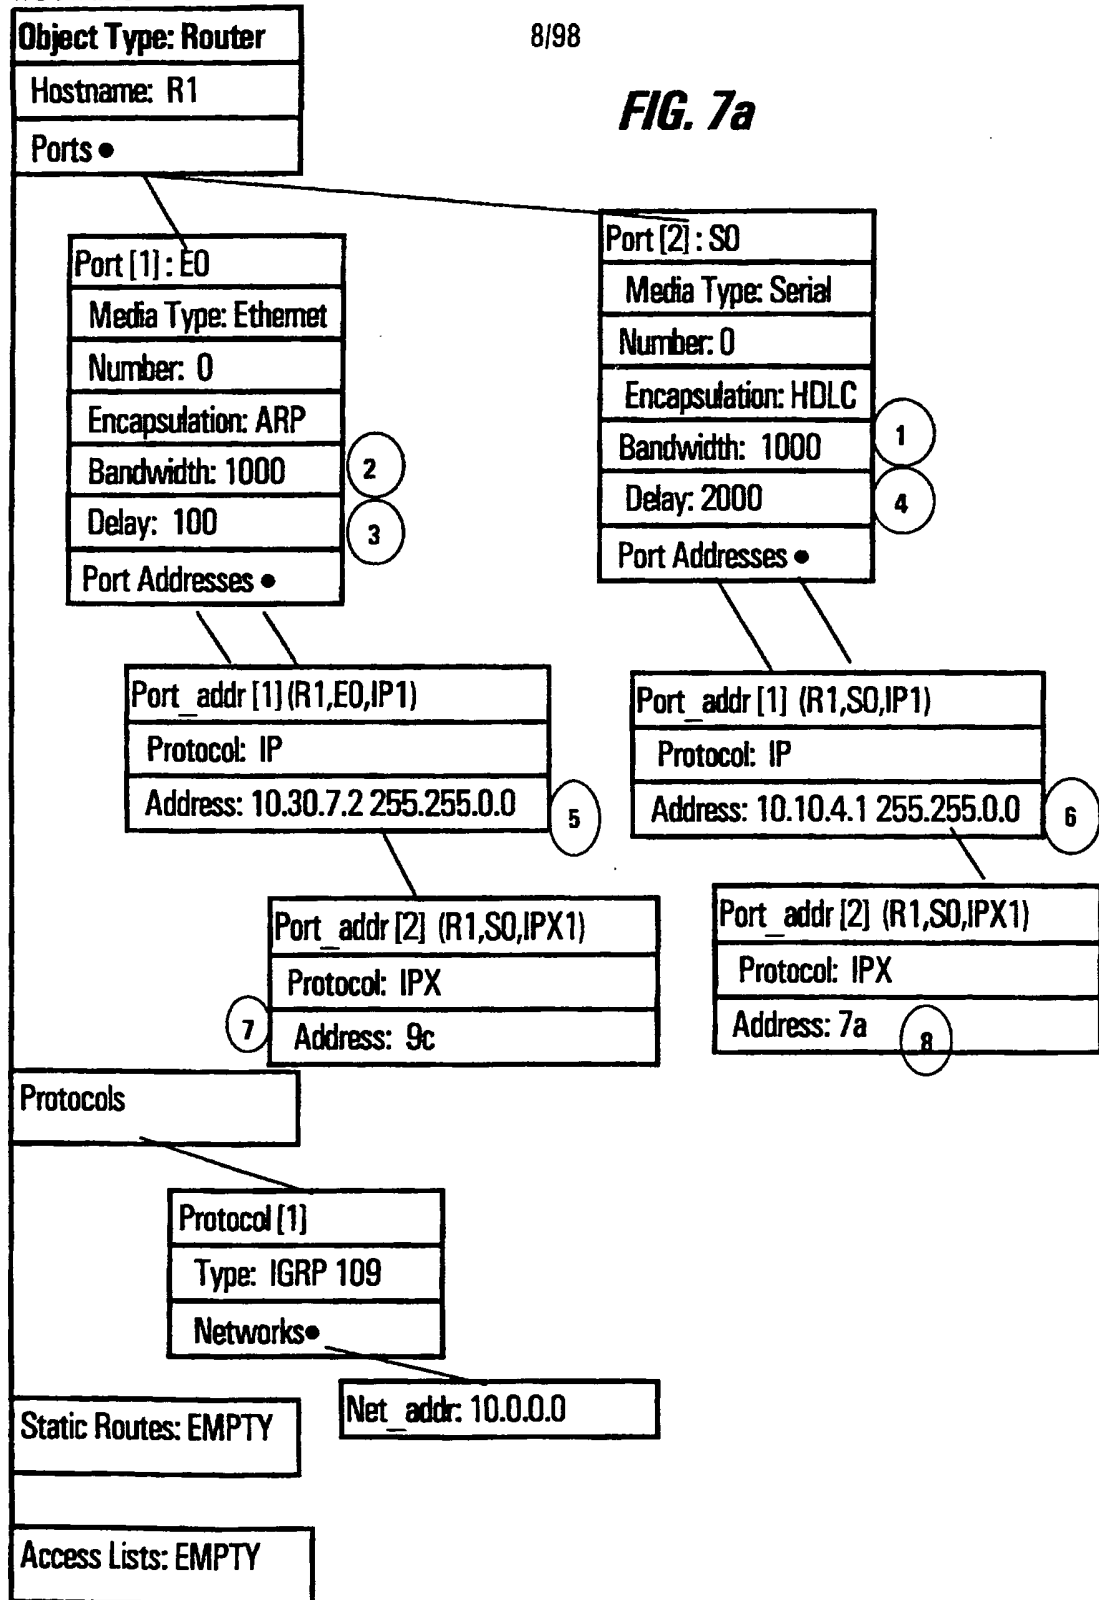 Object Type: Router
8/98
Hostname: R1
FIG. 7a
Ports
Port [1] : E0
Media Type: Ethernet
Number: 0
Encapsulation: ARP
Bandwidth: 1000
2
Delay: 100
3
Port Addresses
Port [2] : S0
Media Type: Serial
Number: 0
Encapsulation: HDLC
Bandwidth: 1000
1
Delay: 2000
4
Port Addresses
Port_addr [1] (R1,E0,IP1)
Protocol: IP
Address: 10.30.7.2 255.255.0.0
5
Port_addr [1] (R1,S0,IP1)
Protocol: IP
Address: 10.10.4.1 255.255.0.0
6
Port_addr [2] (R1,S0,IPX1)
Protocol: IPX
7
Address: 9c
Port_addr [2] (R1,S0,IPX1)
Protocol: IPX
Address: 7a
8
Protocols
Protocol [1]
Type: IGRP 109
Networks
Net_addr: 10.0.0.0
Static Routes: EMPTY
Access Lists: EMPTY